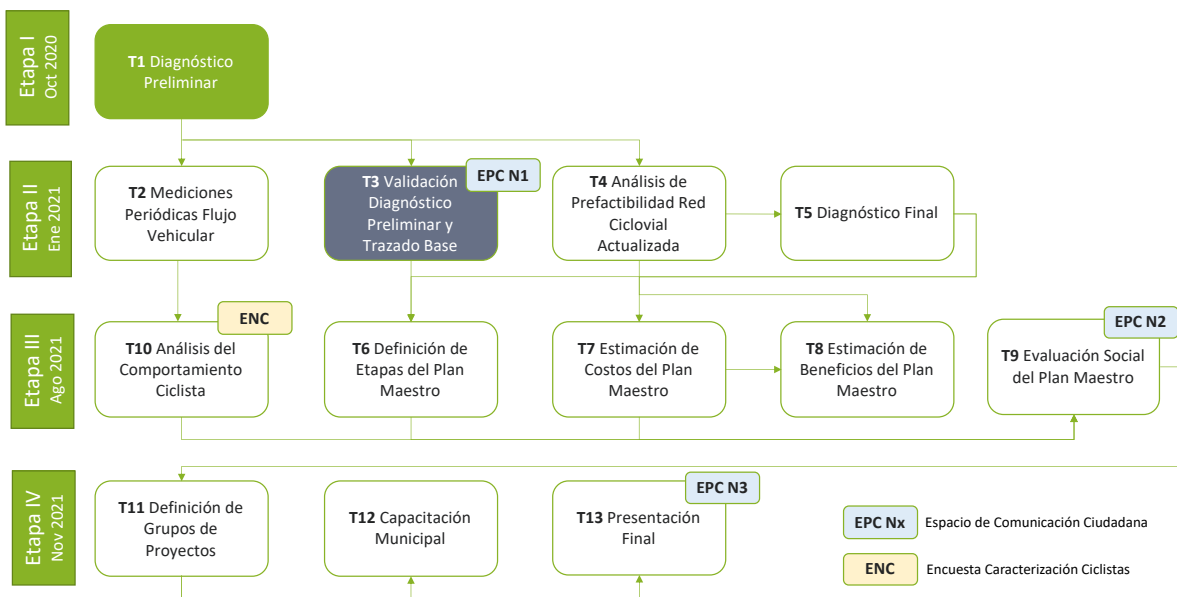 Etapa I
Oct 2020
T1 Diagnóstico
Preliminar
Etapa II
Ene 2021
T2 Mediciones
Periódicas Flujo
Vehicular
EPC N1
T3 Validación
Diagnóstico
Preliminar y
Trazado Base
T4 Análisis de
Prefactibilidad Red
Ciclovial
Actualizada
T5 Diagnóstico Final
Etapa III
Ago 2021
ENC
T10 Análisis del
Comportamiento
Ciclista
T6 Definición de
Etapas del Plan
Maestro
T7 Estimación de
Costos del Plan
Maestro
T8 Estimación de
Beneficios del Plan
Maestro
EPC N2
T9 Evaluación Social
del Plan Maestro
Etapa IV
Nov 2021
T11 Definición de
Grupos de
Proyectos
T12 Capacitación
Municipal
EPC N3
T13 Presentación
Final
EPC Nx Espacio de Comunicación Ciudadana
ENC Encuesta Caracterización Ciclistas